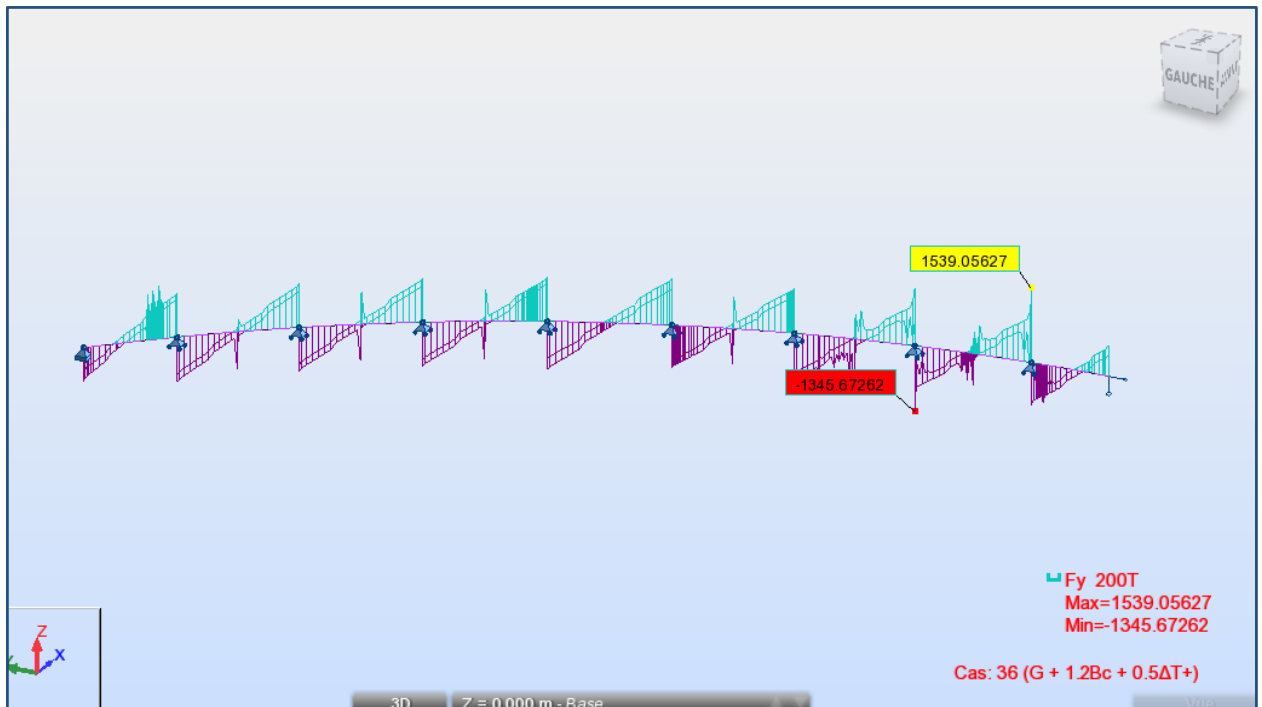 GAUCHE
1539.05627
-1345.67262
Fy 200T
Max=1539.05627
Min=-1345.67262
Cas: 36 (G + 1.2Bc + 0.5ΔT+)
Z
X
3D
Z = 0.000 m - Base